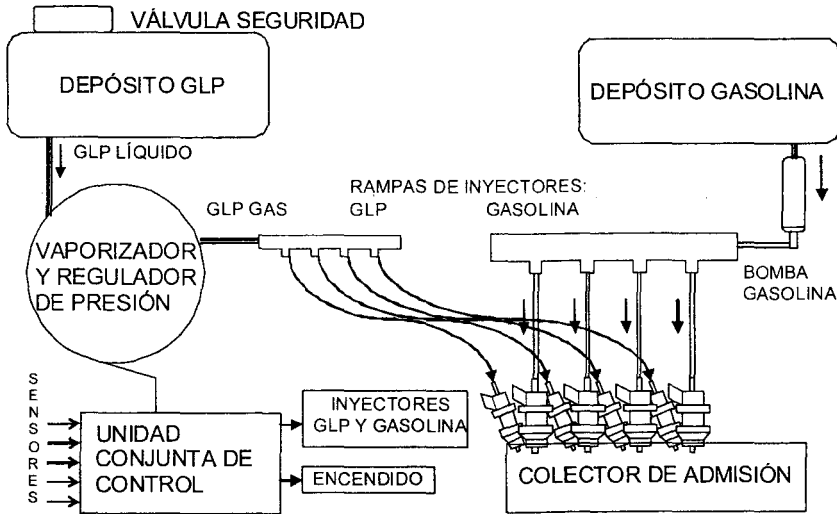 VÁLVULA SEGURIDAD
DEPÓSITO GLP
DEPÓSITO GASOLINA
GLP LÍQUIDO
RAMPAS DE INYECTORES:
GLP GAS
GLP
GASOLINA
VAPORIZADOR
Y REGULADOR
DE PRESIÓN
BOMBA
GASOLINA
SENSORES
UNIDAD
CONJUNTA DE
CONTROL
INYECTORES
GLP Y GASOLINA
ENCENDIDO
COLECTOR DE ADMISIÓN